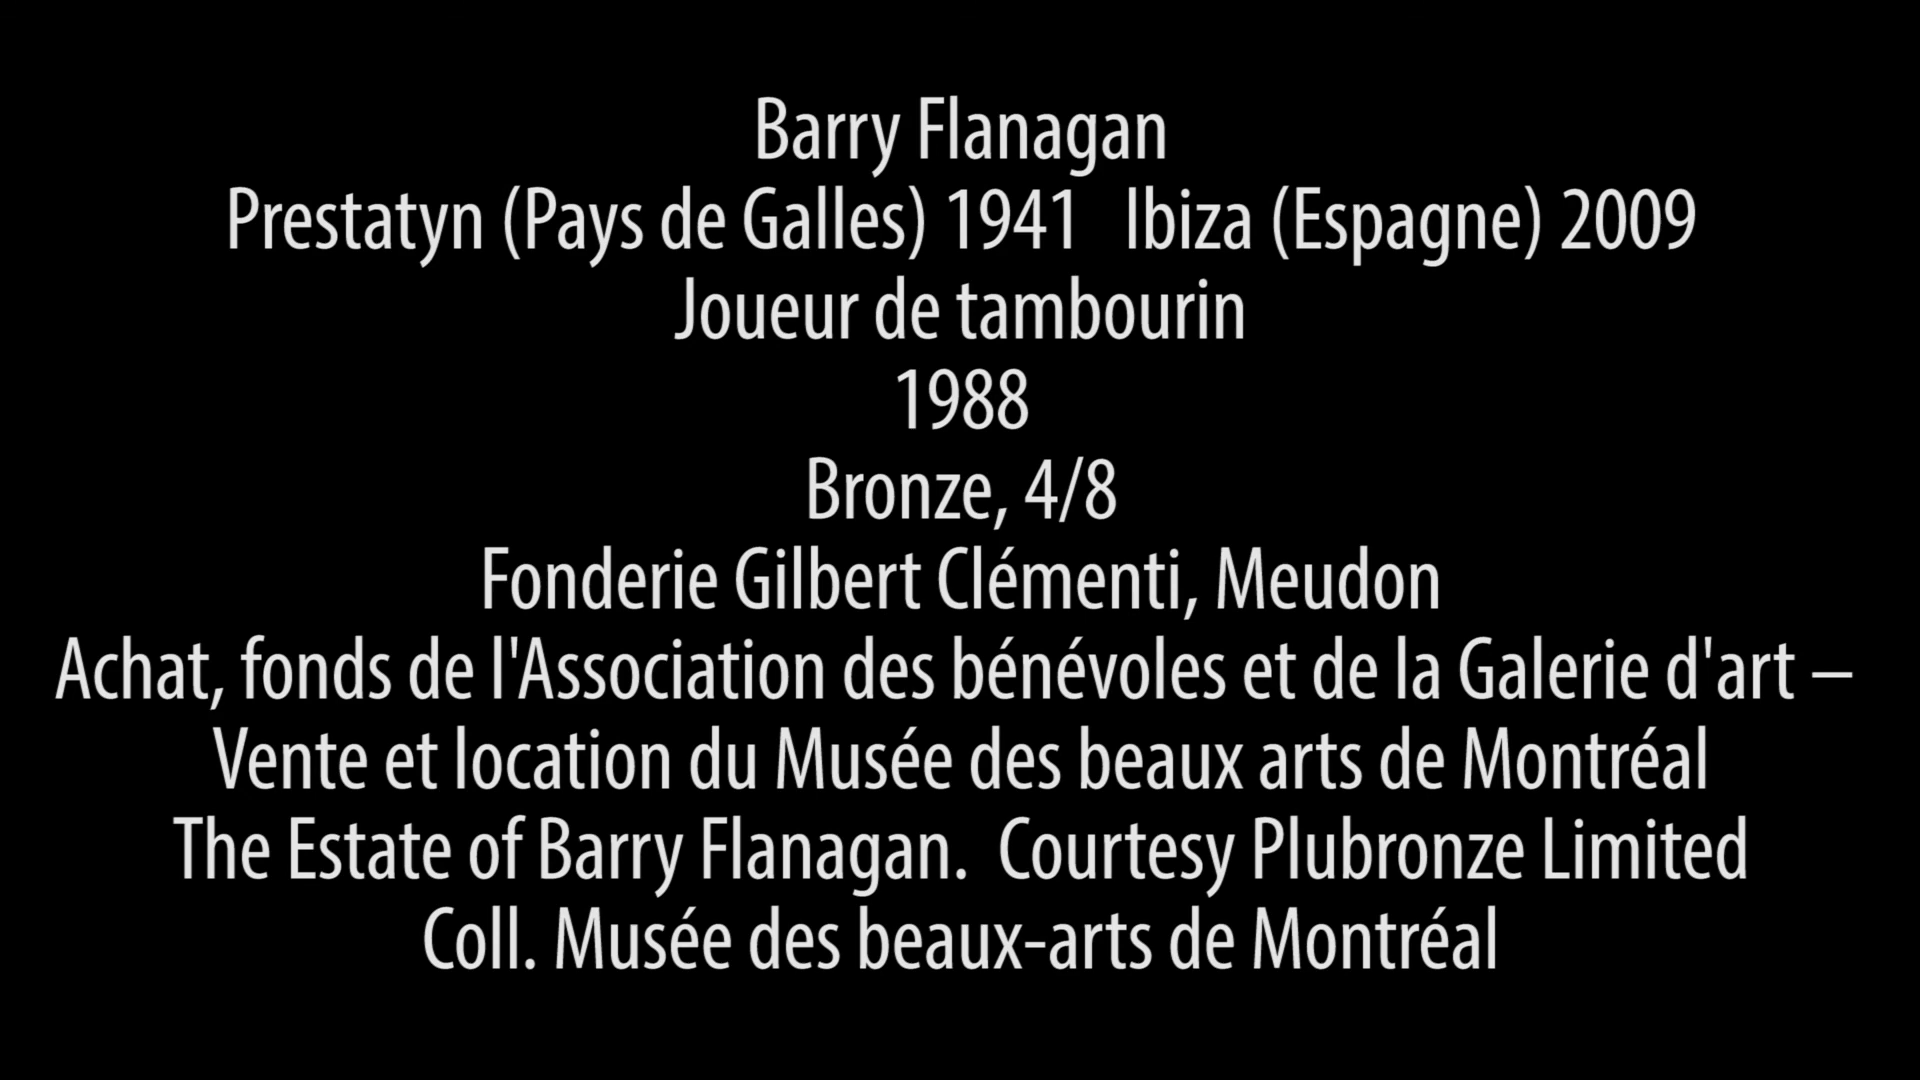 Barry Flanagan
Prestatyn (Pays de Galles) 1941   Ibiza (Espagne) 2009
Joueur de tambourin
1988
Bronze, 4/8
Fonderie Gilbert Clémenti, Meudon
Achat, fonds de l'Association des bénévoles et de la Galerie d'art –
Vente et location du Musée des beaux arts de Montréal
The Estate of Barry Flanagan.  Courtesy Plubronze Limited
Coll. Musée des beaux-arts de Montréal